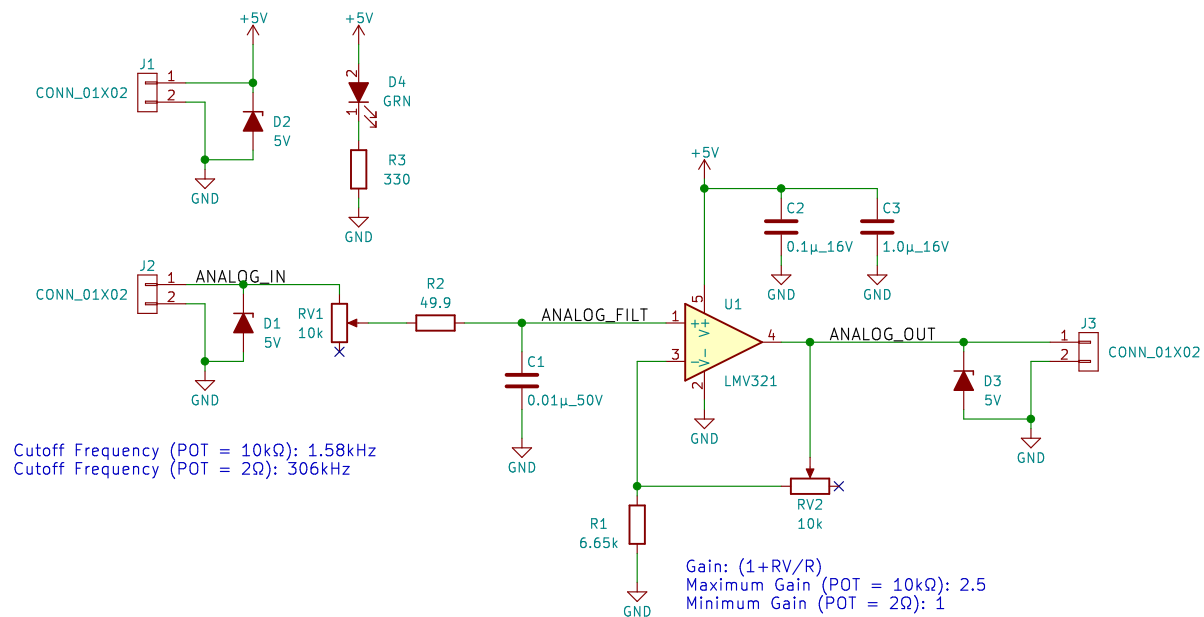 +5V
+5V
J1
1
2
CONN_01X02
D2
5V
GND
2
D4
GRN
1
R3
330
GND
+5V
C2
0.1μ_16V
C3
1.0μ_16V
GND
GND
J2
1
2
CONN_01X02
ANALOG_IN
D1
5V
GND
RV1
10k
R2
49.9
ANALOG_FILT
C1
0.01μ_50V
GND
1
3
5
2
4
+
V+
-
V-
U1
LMV321
GND
ANALOG_OUT
D3
5V
J3
1
2
CONN_01X02
GND
Cutoff Frequency (POT = 10kΩ): 1.58kHz
Cutoff Frequency (POT = 2Ω): 306kHz
RV2
10k
R1
6.65k
GND
Gain: (1+RV/R)
Maximum Gain (POT = 10kΩ): 2.5
Minimum Gain (POT = 2Ω): 1